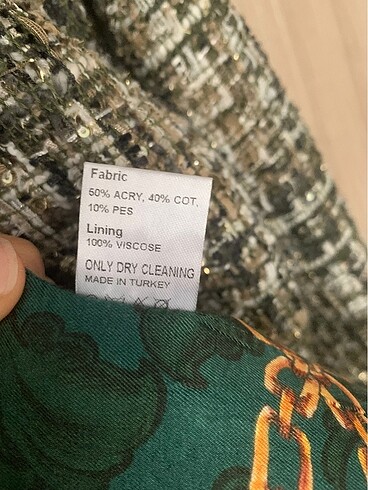 Fabric
50% ACRY, 40% COT,
10% PES
Lining
100% VISCOSE
ONLY DRY CLEANING
MADE IN TURKEY